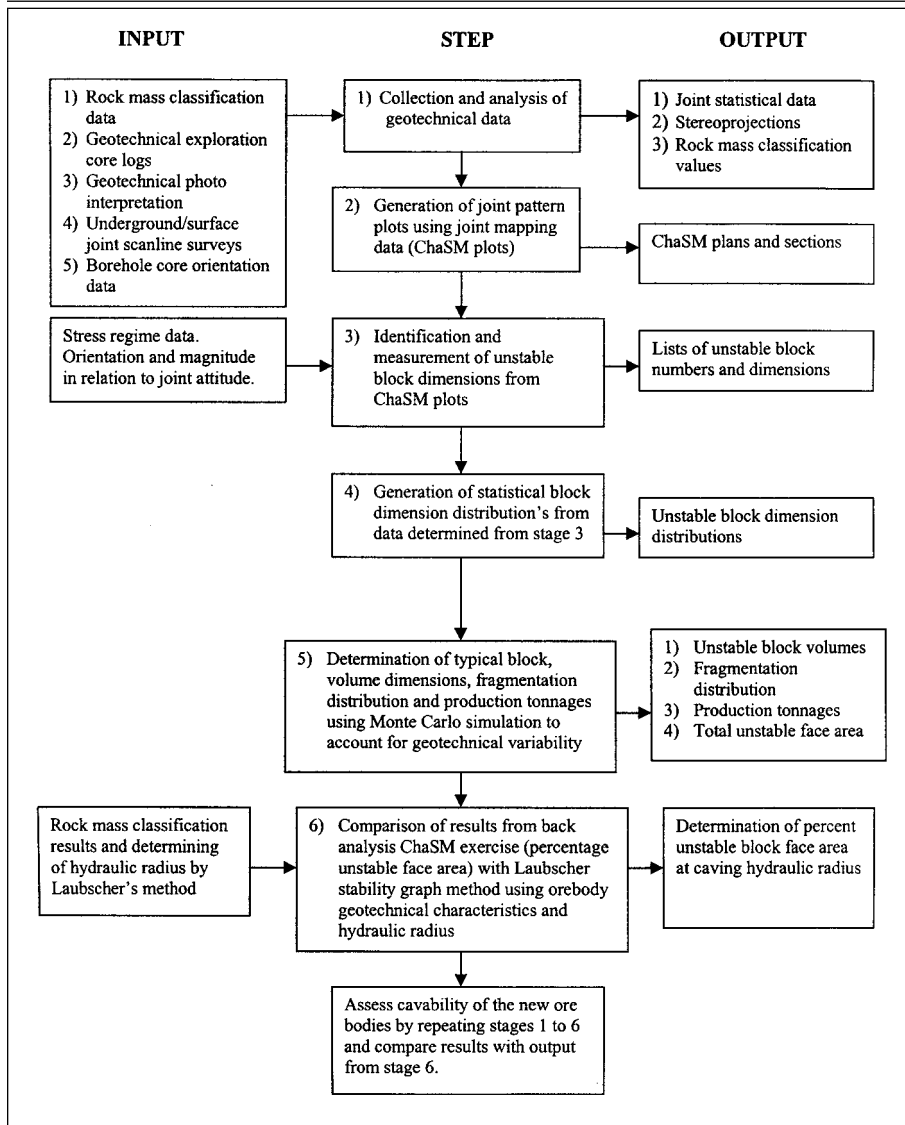 INPUT
STEP
OUTPUT
1) Rock mass classification
data
2) Geotechnical exploration
core logs
3) Geotechnical photo
interpretation
4) Underground/surface
joint scanline surveys
5) Borehole core orientation
data
1) Collection and analysis of
geotechnical data
1) Joint statistical data
2) Stereoprojections
3) Rock mass classification
values
2) Generation of joint pattern
plots using joint mapping
data (ChaSM plots)
ChaSM plans and sections
Stress regime data.
Orientation and magnitude
in relation to joint attitude.
3) Identification and
measurement of unstable
block dimensions from
ChaSM plots
Lists of unstable block
numbers and dimensions
4) Generation of statistical block
dimension distribution's from
data determined from stage 3
Unstable block dimension
distributions
5) Determination of typical block,
volume dimensions, fragmentation
distribution and production tonnages
using Monte Carlo simulation to
account for geotechnical variability
1) Unstable block volumes
2) Fragmentation
distribution
3) Production tonnages
4) Total unstable face area
Rock mass classification
results and determining
of hydraulic radius by
Laubscher's method
6) Comparison of results from back
analysis ChaSM exercise (percentage
unstable face area) with Laubscher
stability graph method using orebody
geotechnical characteristics and
hydraulic radius
Determination of percent
unstable block face area
at caving hydraulic radius
Assess cavability of the new ore
bodies by repeating stages 1 to 6
and compare results with output
from stage 6.